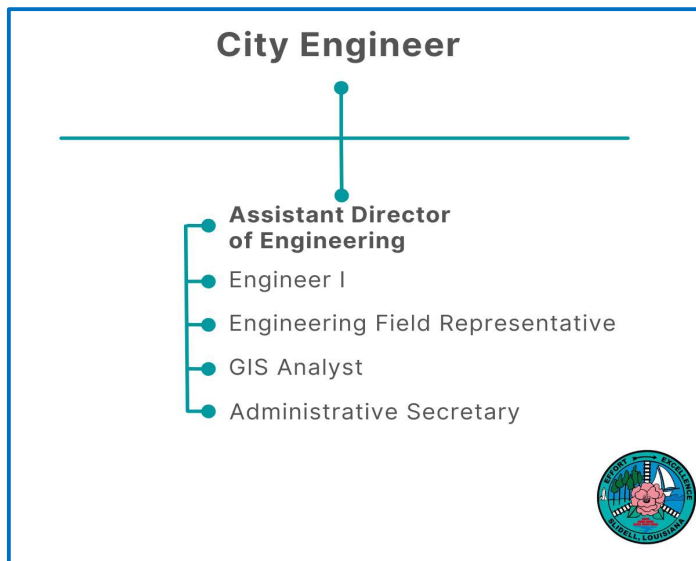 City Engineer
Assistant Director
of Engineering
Engineer I
Engineering Field Representative
GIS Analyst
Administrative Secretary
EFFORT EXCELLENCE
SLIDELL, LOUISIANA